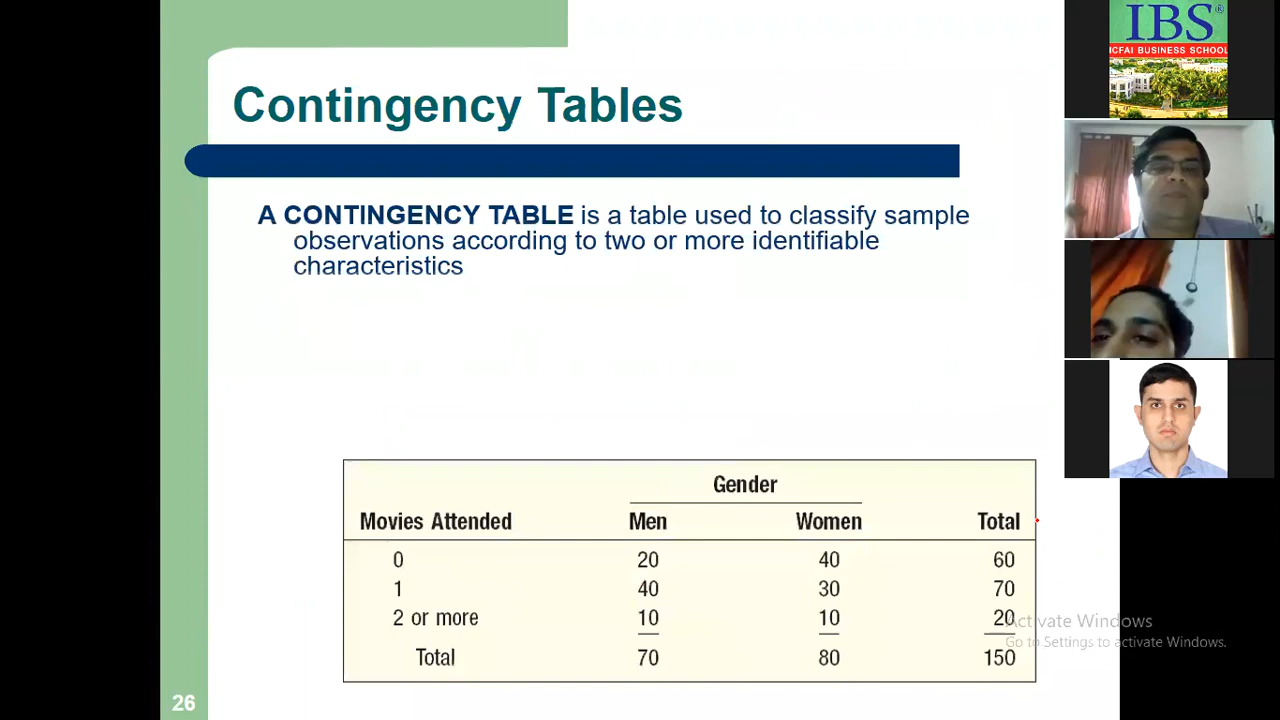 Contingency Tables
A CONTINGENCY TABLE is a table used to classify sample
observations according to two or more identifiable
characteristics
Gender
Movies Attended Men Women Total
0 20 40 60
1 40 30 70
2 or more 10 10 20
Total 70 80 150
26
IBS®
ICFAI BUSINESS SCHOOL
Activate Windows
Go to Settings to activate Windows.